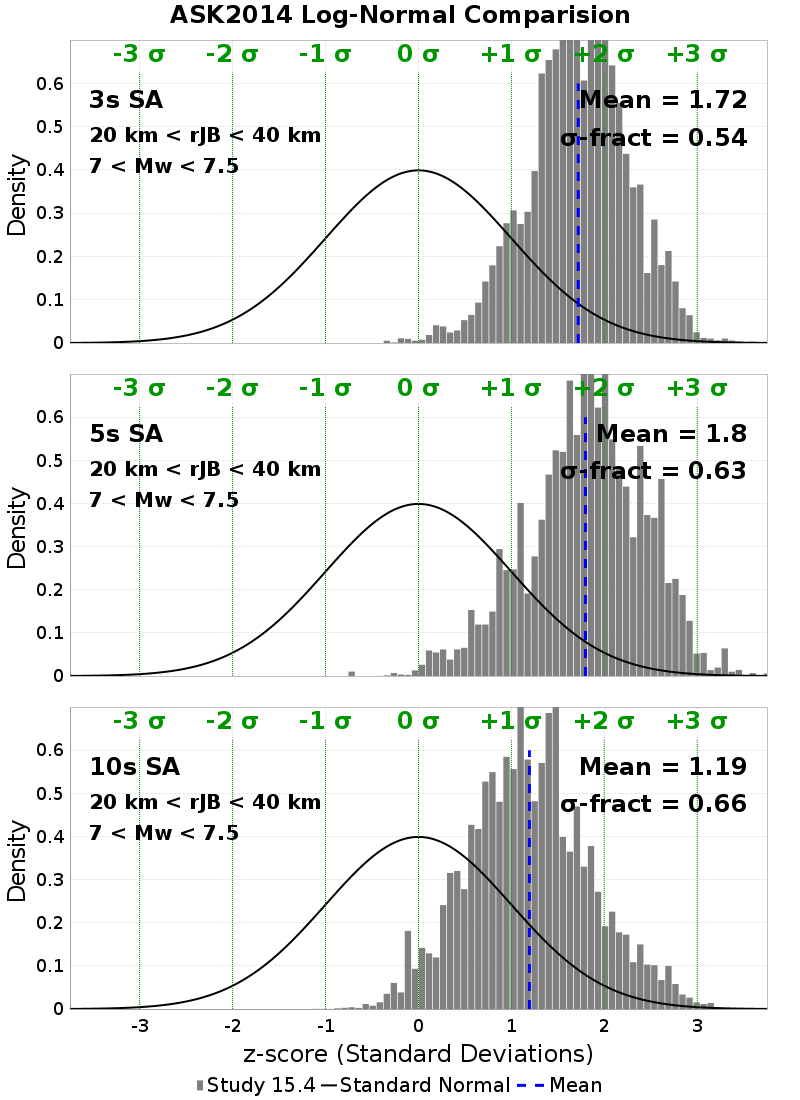 ASK2014 Log-Normal Comparision
-3 σ -2 σ -1 σ 0 σ +1 σ +2 σ +3 σ
0.6
3s SA Mean = 1.72
0.5
20 km < rJB < 40 km σ-fract = 0.54
7 < Mw < 7.5
0.4
0.3
0.2
0.1
0
Density
-3 σ -2 σ -1 σ 0 σ +1 σ +2 σ +3 σ
0.6
5s SA Mean = 1.8
0.5
20 km < rJB < 40 km σ-fract = 0.63
7 < Mw < 7.5
0.4
0.3
0.2
0.1
0
Density
-3 σ -2 σ -1 σ 0 σ +1 σ +2 σ +3 σ
0.6
10s SA Mean = 1.19
0.5
20 km < rJB < 40 km σ-fract = 0.66
7 < Mw < 7.5
0.4
0.3
0.2
0.1
0
Density
-3 -2 -1 0 1 2 3
z-score (Standard Deviations)
Study 15.4 Standard Normal Mean